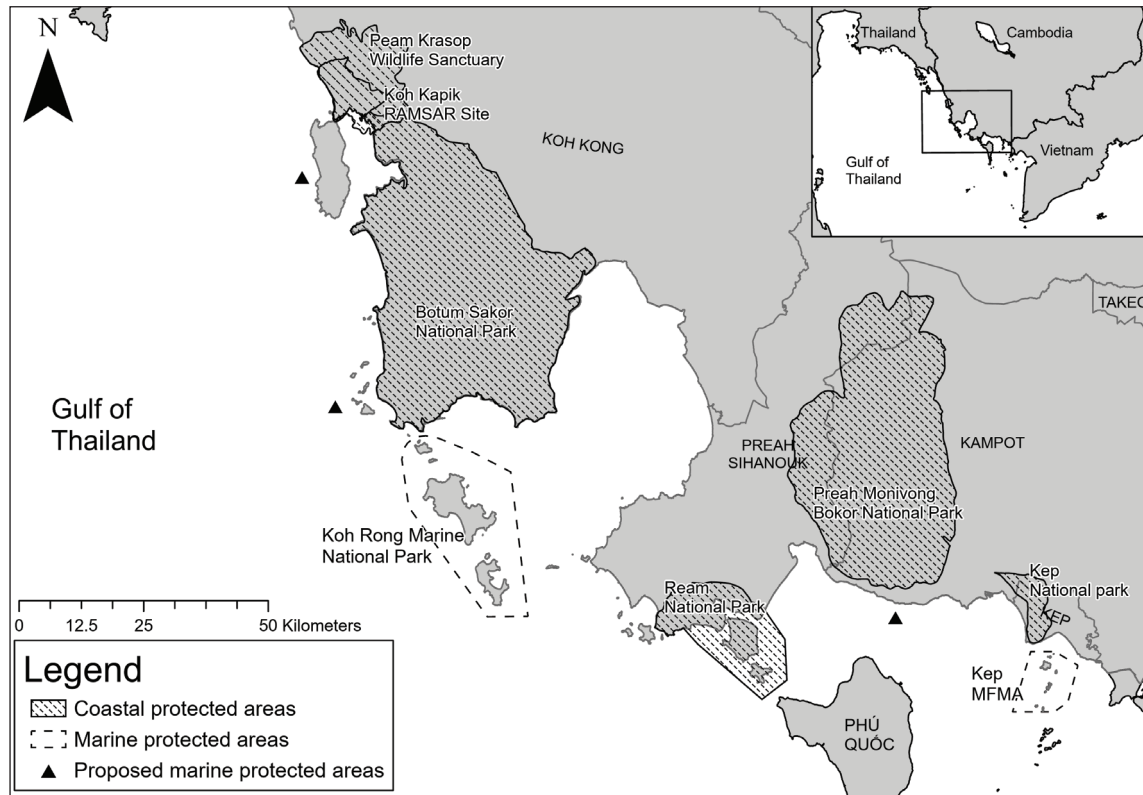 N
Peam Krasop
Wildlife Sanctuary
Koh Kapik
RAMSAR Site
KOH KONG
Thailand
Cambodia
Vietnam
Gulf of
Thailand
Botum Sakor
National Park
TAKEO
Gulf of
Thailand
PREAH
SIHANOUK
KAMPOT
Preah Monivong
Bokor National Park
Koh Rong Marine
National Park
Ream
National Park
Kep
National park
KEP
Kep
MFMA
PHÚ
QUỐC
0 12.5 25 50 Kilometers
Legend
Coastal protected areas
Marine protected areas
Proposed marine protected areas